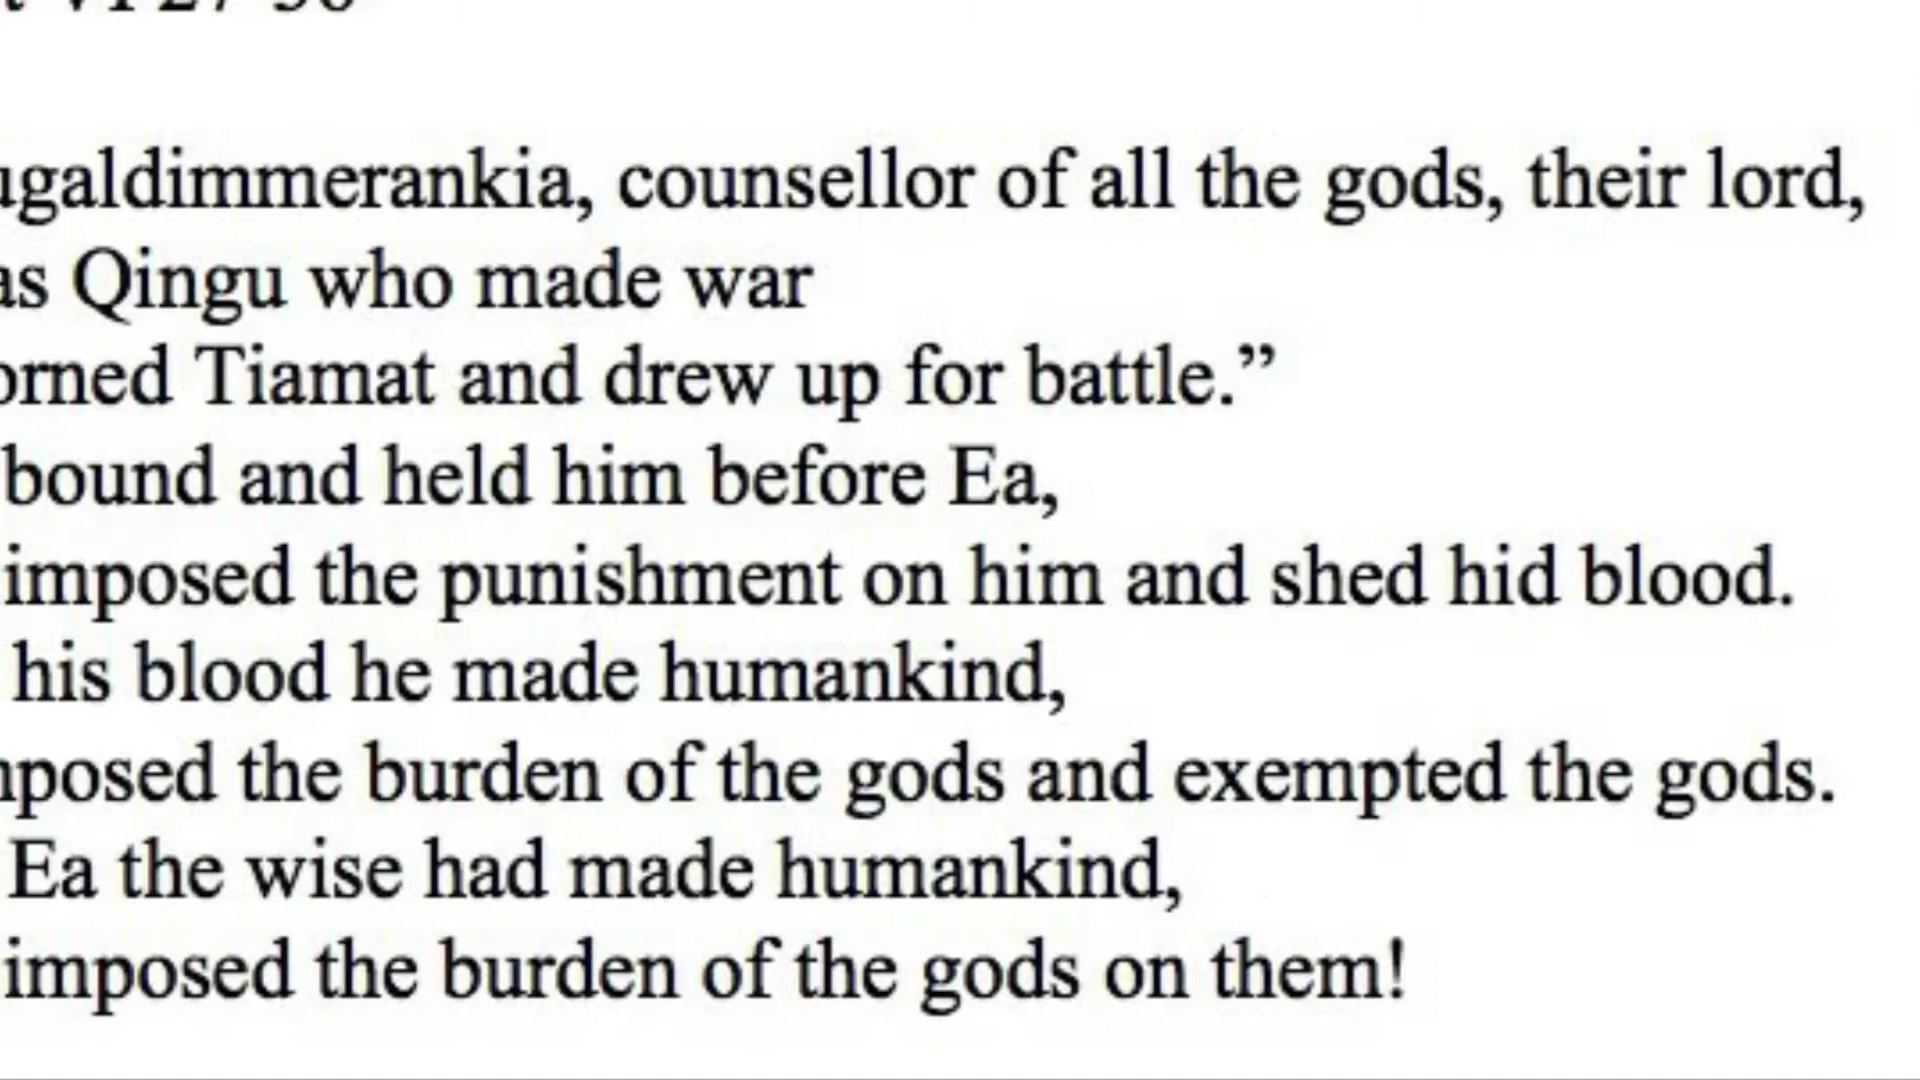 ugaldimmerankia, counsellor of all the gods, their lord,
as Qingu who made war
orned Tiamat and drew up for battle.”
bound and held him before Ea,
imposed the punishment on him and shed hid blood.
his blood he made humankind,
mposed the burden of the gods and exempted the gods.
Ea the wise had made humankind,
imposed the burden of the gods on them!